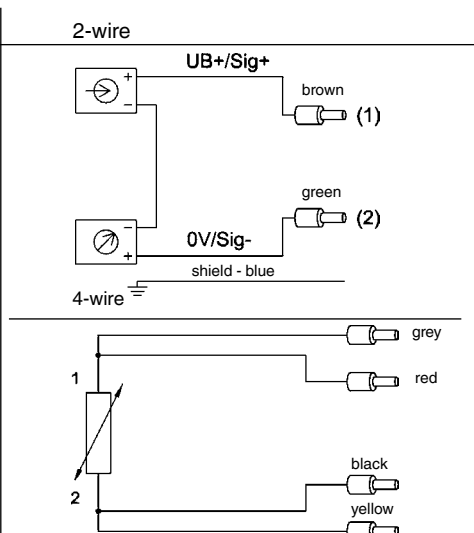 2-wire
UB+/Sig+
+
−
brown
(1)
green
(2)
−
+
0V/Sig-
shield - blue
4-wire
grey
1
red
2
black
yellow